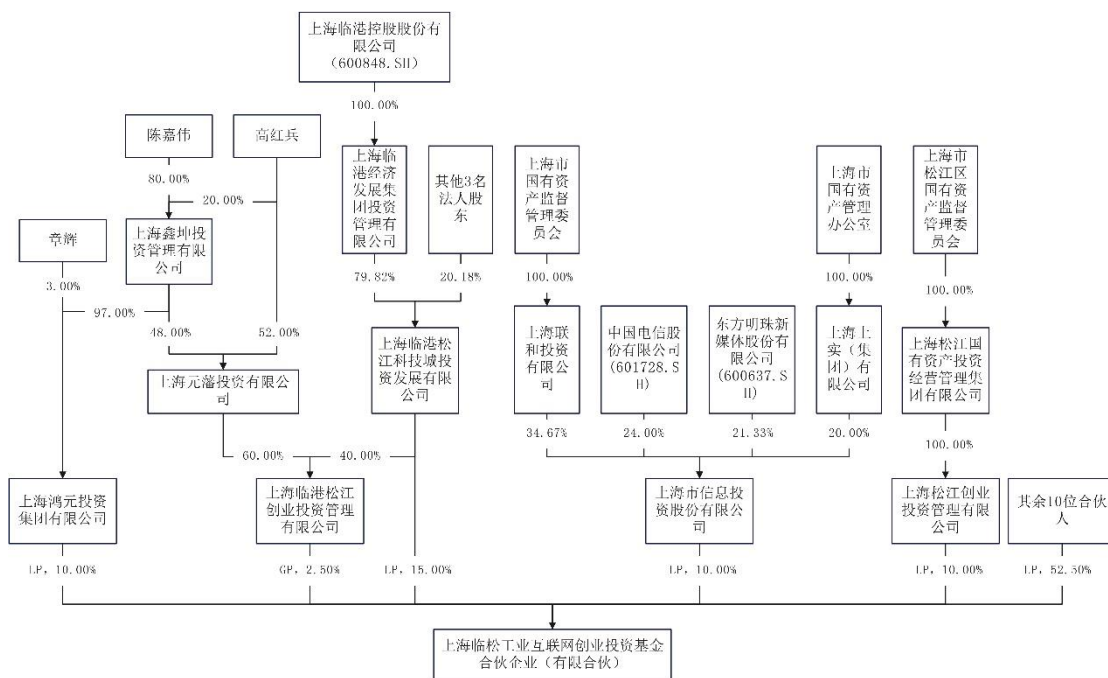 上海临港控股股份有
限公司
（600848.SH）
100.00%
陈嘉伟
高红兵
上海临
港经济
发展集
团投资
管理有
限公司
其他3名
法人股
东
上海市
国有资
产监督
管理委
员会
上海市
国有资
产管理
办公室
上海市
松江区
国有资
产监督
管理委
员会
80.00%
20.00%
章辉
上海鑫坤投
资管理有限
公司
79.82%
20.18%
100.00%
100.00%
100.00%
3.00%
97.00%
48.00%
52.00%
上海临港松
江科技城投
资发展有限
公司
上海联
和投资
有限公
司
中国电信股
份有限公司
(601728.S
H)
东方明珠新
媒体股份有
限公司
(600637.S
H)
上海上
实（集
团）有
限公司
上海松江国
有资产投资
经营管理集
团有限公司
上海元藩投资有限公
司
34.67%
24.00%
21.33%
20.00%
100.00%
60.00%
40.00%
上海鸿元投资
集团有限公司
上海临港松江
创业投资管理
有限公司
上海市信息投
资股份有限公
司
上海松江创业
投资管理有限
公司
其余10位合伙
人
LP，10.00%
GP，2.50%
LP，15.00%
LP，10.00%
LP，10.00%
LP，52.50%
上海临松工业互联网创业投资基金
合伙企业（有限合伙）